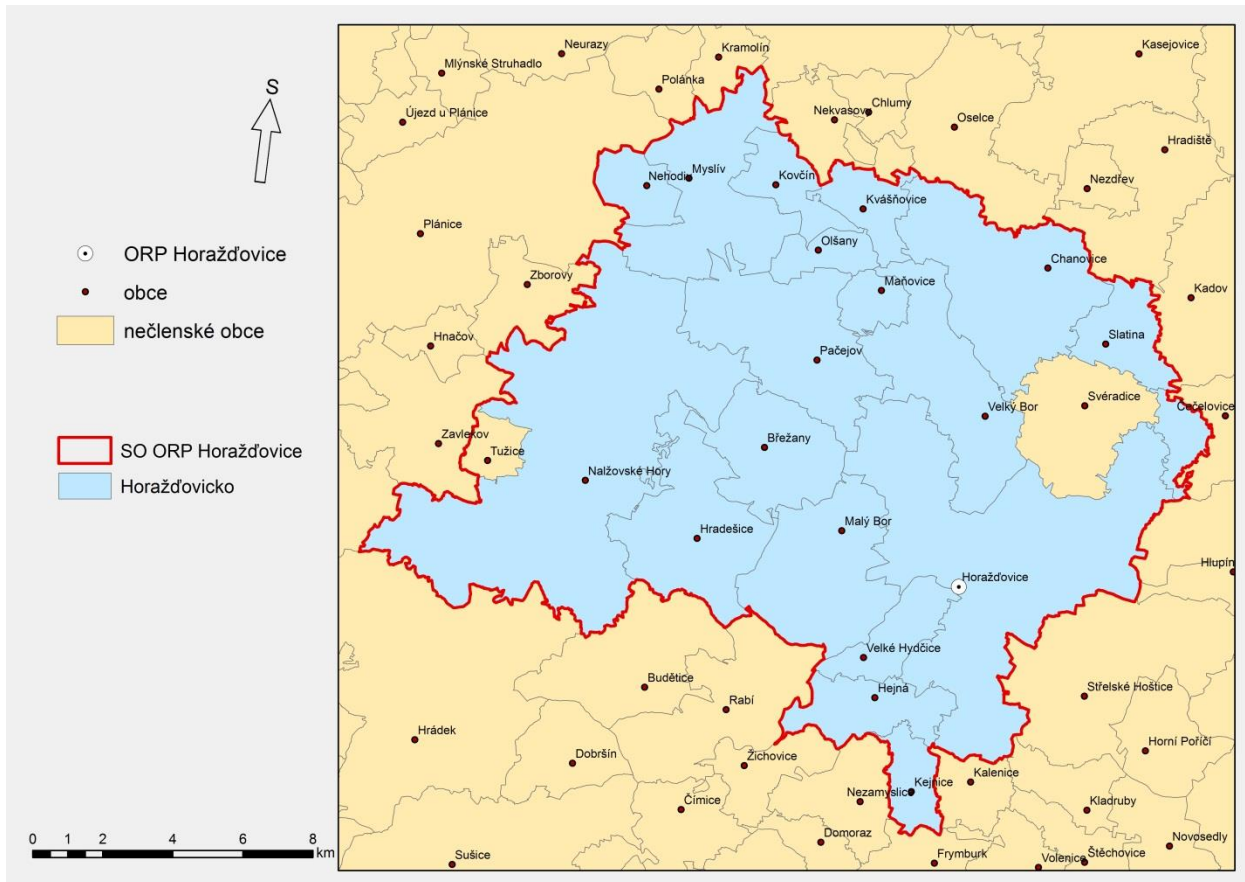 S
ORP Horažďovice
obce
nečlenské obce
SO ORP Horažďovice
Horažďovicko
0 1 2 4 6 8
km
Neurazy
Kramolín
Kasejovice
Mlýnské Struhadlo
Polánka
Chlumy
Nekvasovy
Újezd u Plánice
Oselce
Hradiště
Myslív
Nehodiv
Kovčín
Nezdřev
Kvášňovice
Plánice
Olšany
Chanovice
Zborovy
Maňovice
Kadov
Hnačov
Slatina
Pačejov
Svéradice
Velký Bor
Čečelovice
Zavlekov
Břežany
Tužice
Nalžovské Hory
Malý Bor
Hradešice
Hlupín
Horažďovice
Velké Hydčice
Budětice
Hejná
Střelské Hoštice
Rabí
Hrádek
Horní Poříčí
Dobršín
Žichovice
Kejnice
Kalenice
Nezamyslice
Čímice
Kladruby
Domoraz
Novosedly
Sušice
Frymburk
Štěchovice
Volenice